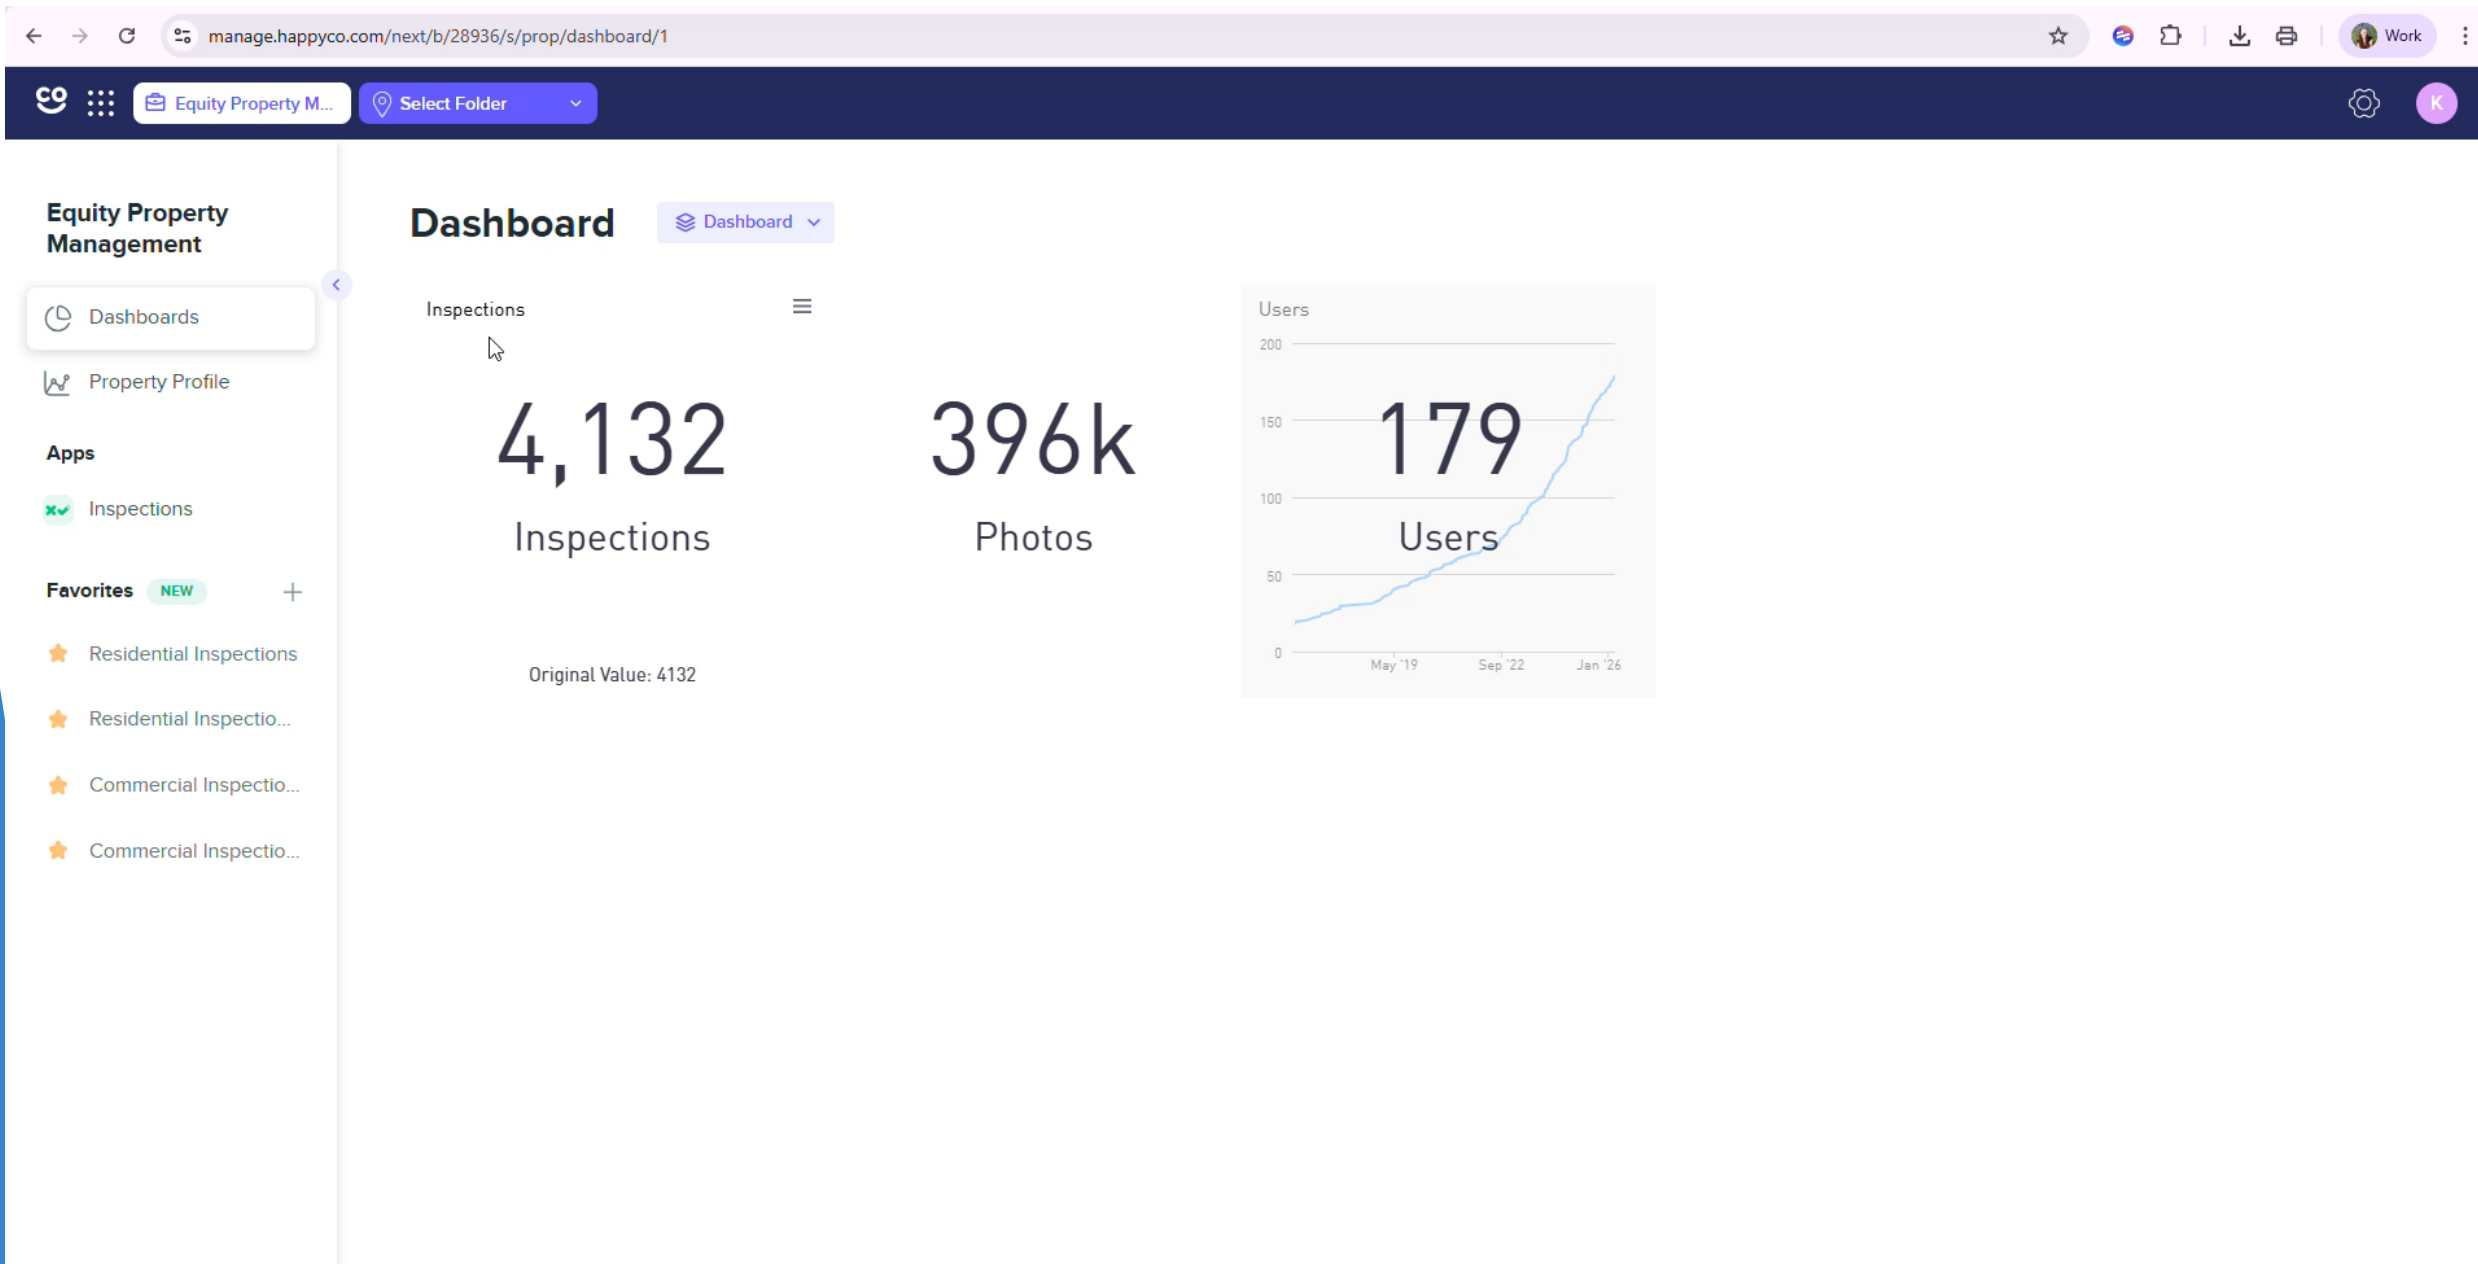 manage.happyco.com/next/b/28936/s/prop/dashboard/1
Work
co
Equity Property M...
Select Folder
K
Equity Property
Management
Dashboards
Property Profile
Apps
Inspections
Favorites NEW
Residential Inspections
Residential Inspectio...
Commercial Inspectio...
Commercial Inspectio...
Dashboard
Dashboard
Inspections
4,132
Inspections
Original Value: 4132
396k
Photos
Users
200
150
100
50
0
179
Users
May '19
Sep '22
Jan '26